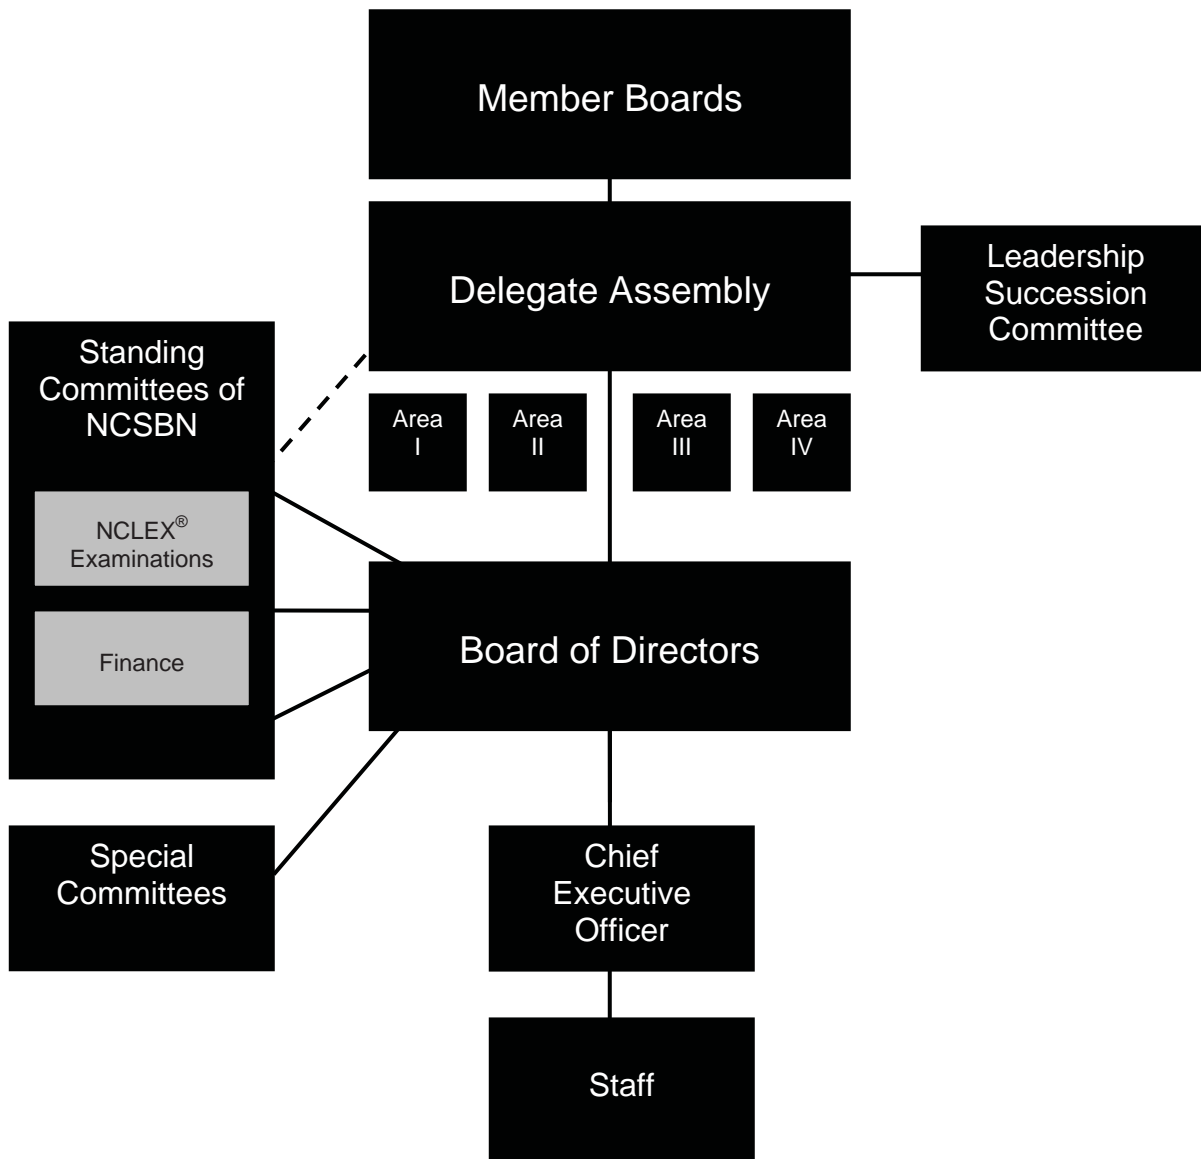 Member Boards
Delegate Assembly
Leadership
Succession
Committee
Standing
Committees of
NCSBN
Area
I
Area
II
Area
III
Area
IV
NCLEX®
Examinations
Finance
Board of Directors
Special
Committees
Chief
Executive
Officer
Staff